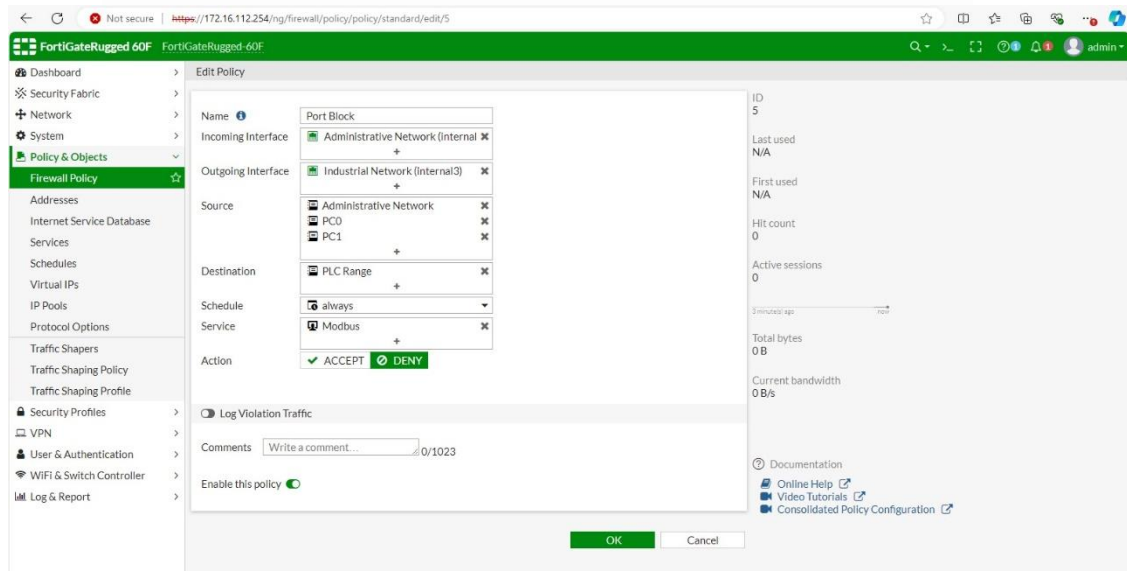 Not secure https://172.16.112.254/ng/firewall/policy/policy/standard/edit/5
FortiGateRugged 60F FortiGateRugged-60F
admin
Dashboard
Security Fabric
Network
System
Policy & Objects
Firewall Policy
Addresses
Internet Service Database
Services
Schedules
Virtual IPs
IP Pools
Protocol Options
Traffic Shapers
Traffic Shaping Policy
Traffic Shaping Profile
Security Profiles
VPN
User & Authentication
WiFi & Switch Controller
Log & Report
Edit Policy
Name Port Block
Incoming Interface Administrative Network (internal
+
Outgoing Interface Industrial Network (internal3)
+
Source Administrative Network
PC0
PC1
+
Destination PLC Range
+
Schedule always
Service Modbus
+
Action ACCEPT DENY
Log Violation Traffic
Comments Write a comment... 0/1023
Enable this policy
OK Cancel
ID
5
Last used
N/A
First used
N/A
Hit count
0
Active sessions
0
3 minute(s) ago now
Total bytes
0 B
Current bandwidth
0 B/s
Documentation
Online Help
Video Tutorials
Consolidated Policy Configuration